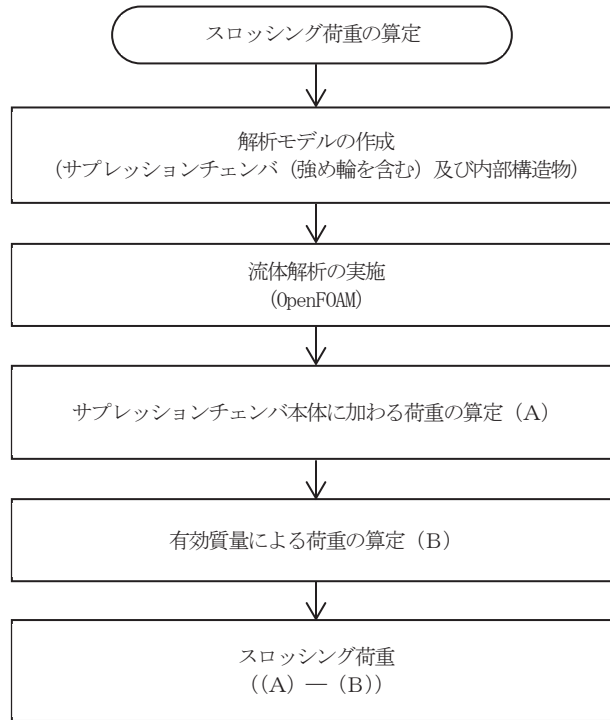 スロッシング荷重の算定
解析モデルの作成
(サプレッションチェンバ(強め輪を含む)及び内部構造物)
流体解析の実施
(OpenFOAM)
サプレッションチェンバ本体に加わる荷重の算定(A)
有効質量による荷重の算定(B)
スロッシング荷重
((A)―(B))